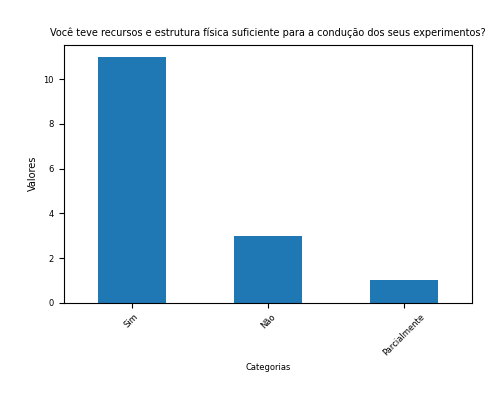 Você teve recursos e estrutura física suficiente para a condução dos seus experimentos?
Valores
10
8
6
4
2
0
Sim
Não
Parcialmente
Categorias